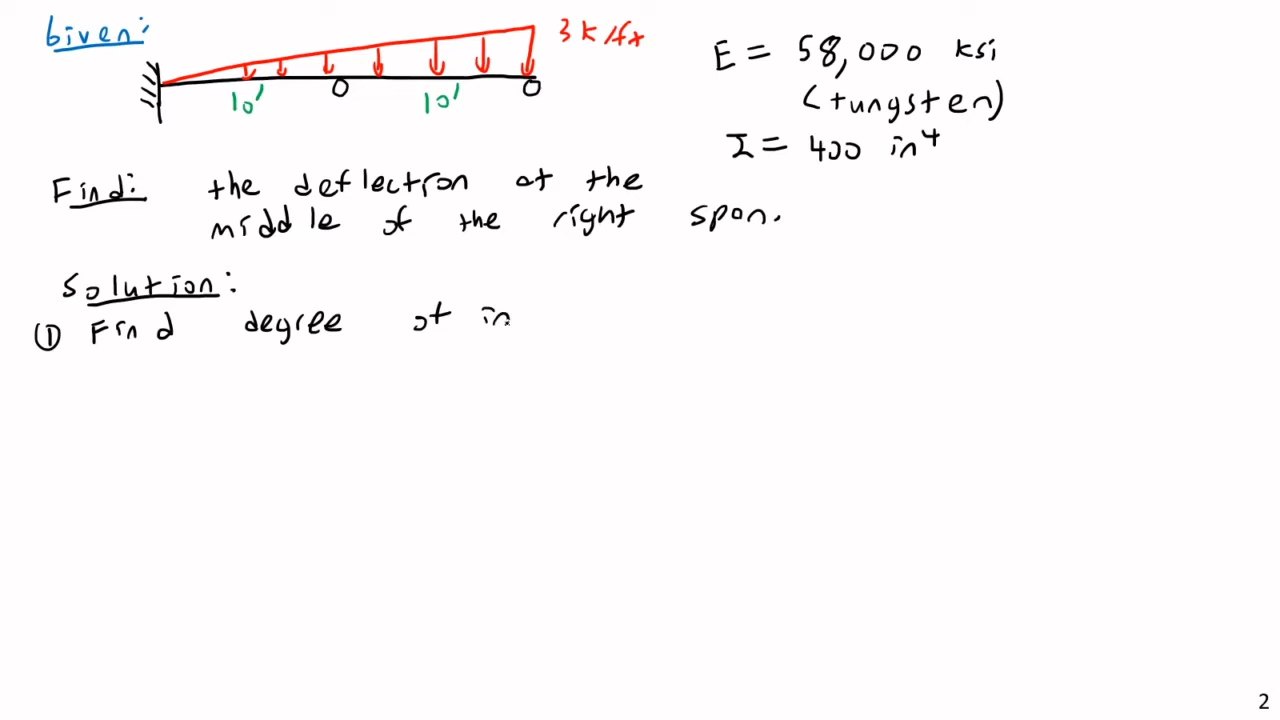 Given:
3 k/ft
10'
10'
E = 58,000 ksi
(tungsten)
I = 400 in⁴
Find: the deflection at the
middle of the right span.
Solution:
① Find degree of in
2